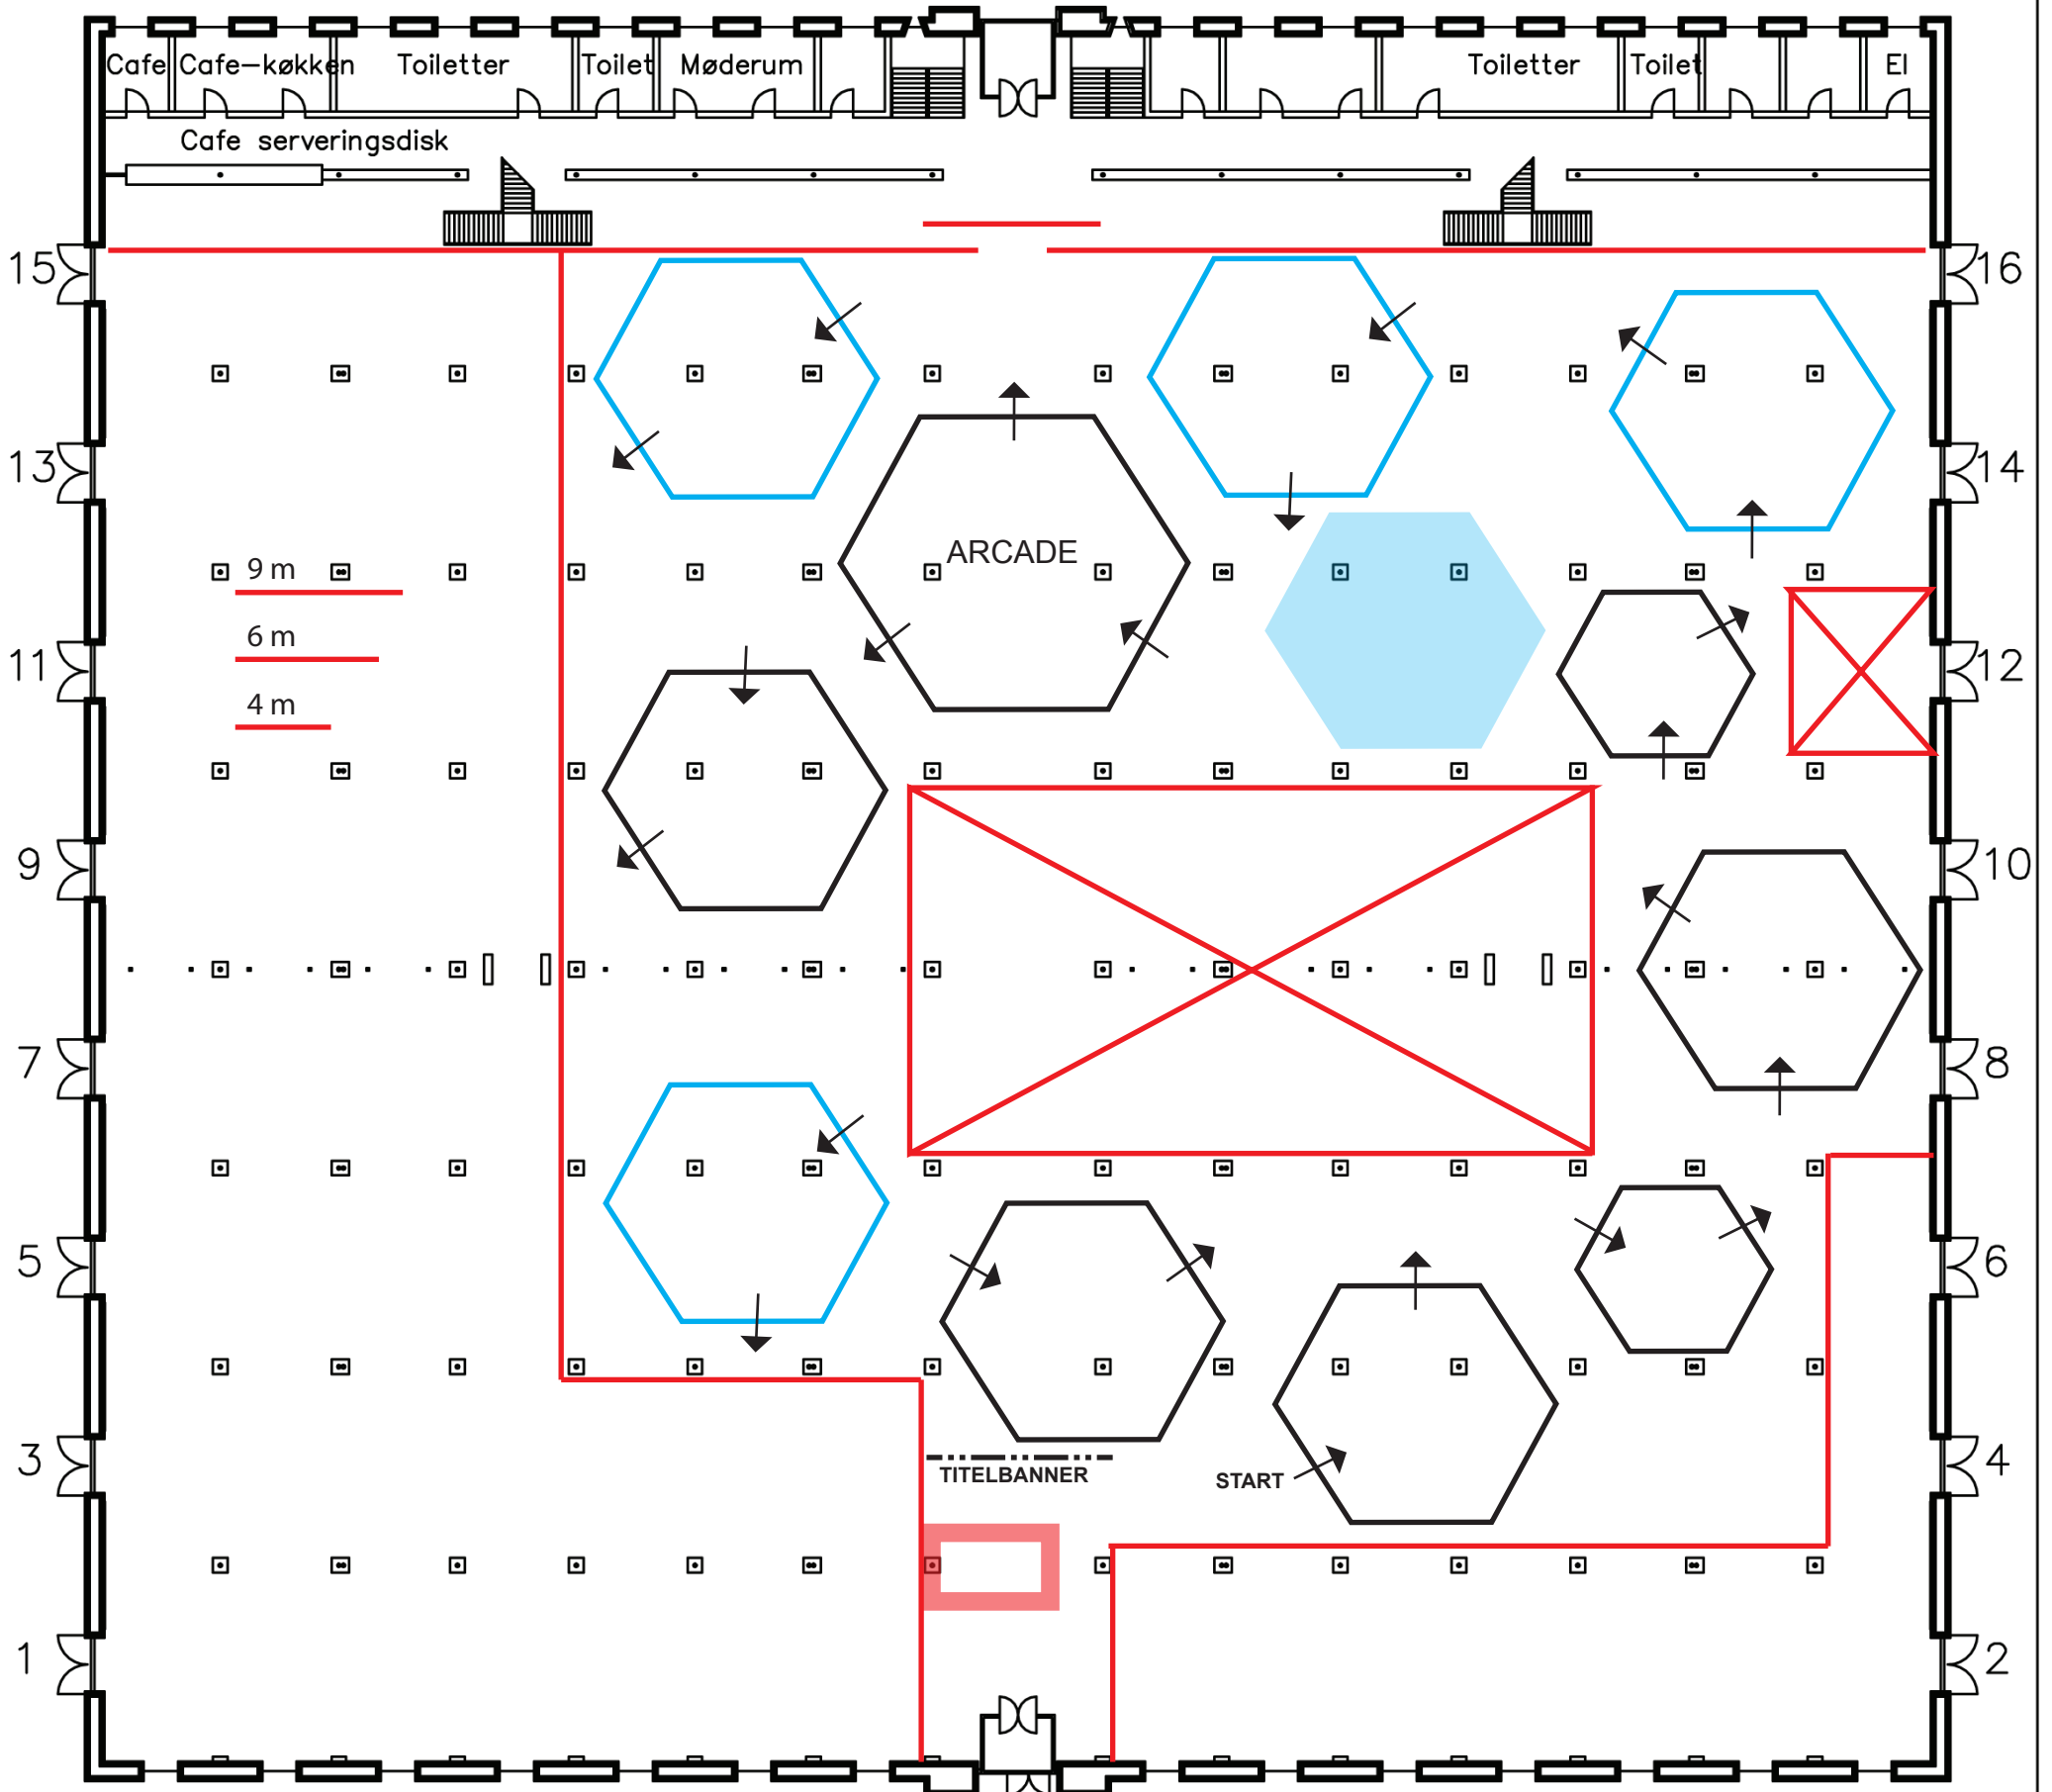 Cafe Cafe-køkken Toiletter Toilet Møderum Toiletter Toilet El
Cafe serveringsdisk
15 16
13 14
ARCADE
9 m
6 m
11 12
4 m
9 10
7 8
5 6
3 4
TITELBANNER START
1 2